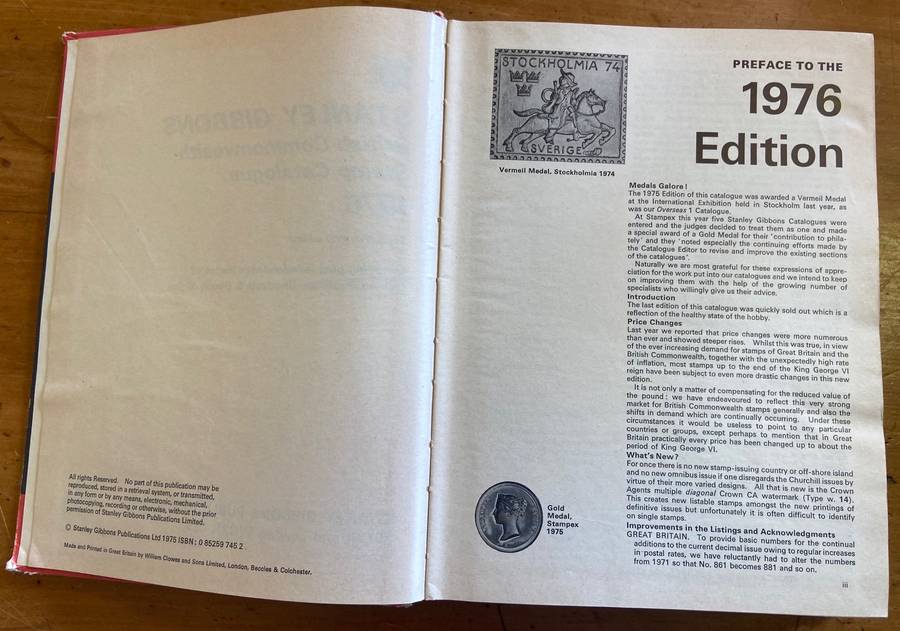 All rights Reserved. No part of this publication may be
reproduced, stored in a retrieval system, or transmitted,
in any form or by any means, electronic, mechanical,
photocopying, recording or otherwise, without the prior
permission of Stanley Gibbons Publications Limited.
© Stanley Gibbons Publications Ltd 1975 ISBN: 0 85259 745 2
Made and Printed in Great Britain by William Clowes and Sons Limited, London, Beccles & Colchester.
STOCKHOLMIA 74
SVERIGE
Vermeil Medal, Stockholmia 1974
PREFACE TO THE
1976
Edition
Medals Galore!
The 1975 Edition of this catalogue was awarded a Vermeil Medal
at the International Exhibition held in Stockholm last year, as
was our Overseas 1 Catalogue.
At Stampex this year five Stanley Gibbons Catalogues were
entered and the judges decided to treat them as one and made
a special award of a Gold Medal for their 'contribution to phila-
tely' and they 'noted especially the continuing efforts made by
the Catalogue Editor to revise and improve the existing sections
of the catalogues'.
Naturally we are most grateful for these expressions of appre-
ciation for the work put into our catalogues and we intend to keep
on improving them with the help of the growing number of
specialists who willingly give us their advice.
Introduction
The last edition of this catalogue was quickly sold out which is a
reflection of the healthy state of the hobby.
Price Changes
Last year we reported that price changes were more numerous
than ever and showed steeper rises. Whilst this was true, in view
of the ever increasing demand for stamps of Great Britain and the
British Commonwealth, together with the unexpectedly high rate
of inflation, most stamps up to the end of the King George VI
reign have been subject to even more drastic changes in this new
edition.
It is not only a matter of compensating for the reduced value of
the pound: we have endeavoured to reflect this very strong
market for British Commonwealth stamps generally and also the
shifts in demand which are continually occurring. Under these
circumstances it would be useless to point to any particular
countries or groups, except perhaps to mention that in Great
Britain practically every price has been changed up to about the
period of King George VI.
What's New?
For once there is no new stamp-issuing country or off-shore island
and no new omnibus issue if one disregards the Churchill issues by
virtue of their more varied designs. All that is new is the Crown
Agents multiple diagonal Crown CA watermark (Type w. 14).
This creates new listable stamps amongst the new printings of
definitive issues but unfortunately it is often difficult to identify
on single stamps.
Improvements in the Listings and Acknowledgments
GREAT BRITAIN. To provide basic numbers for the continual
additions to the current decimal issue owing to regular increases
in postal rates, we have reluctantly had to alter the numbers
from 1971 so that No. 861 becomes 881 and so on.
Gold
Medal,
Stampex
1975
iii